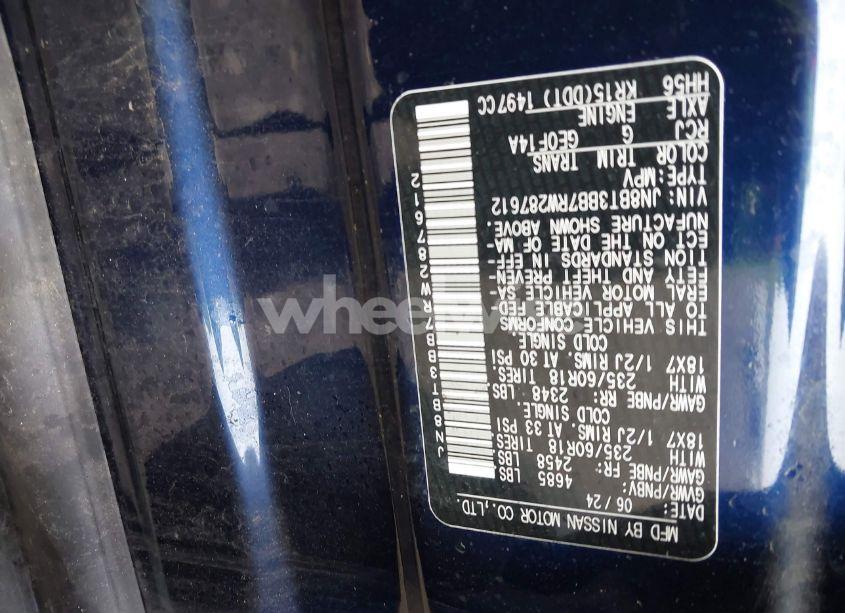 MFD BY NISSAN MOTOR CO.,LTD.
DATE: 06/24
GVWR/PNBV: 4685 LBS
GAWR/PNBE FR: 2458 LBS.
WITH 235/60R18 TIRES
18X7 1/2J RIMS. AT 33 PSI
COLD SINGLE
GAWR/PNBE RR: 2348 LBS.
WITH 235/60R18 TIRES.
18X7 1/2J RIMS. AT 30 PSI
COLD SINGLE
THIS VEHICLE CONFORMS
TO ALL APPLICABLE FED-
ERAL MOTOR VEHICLE SA-
FETY AND THEFT PREVEN-
TION STANDARDS IN EFF-
ECT ON THE DATE OF MA-
NUFACTURE SHOWN ABOVE.
VIN: JN8BT3BB7RW287612
TYPE:MPV
COLOR TRIM TRANS
RCJ G GE0F14A
AXLE ENGINE
HH56 KR15(DDT) 1497CC
JN8BT3BB7RW287612